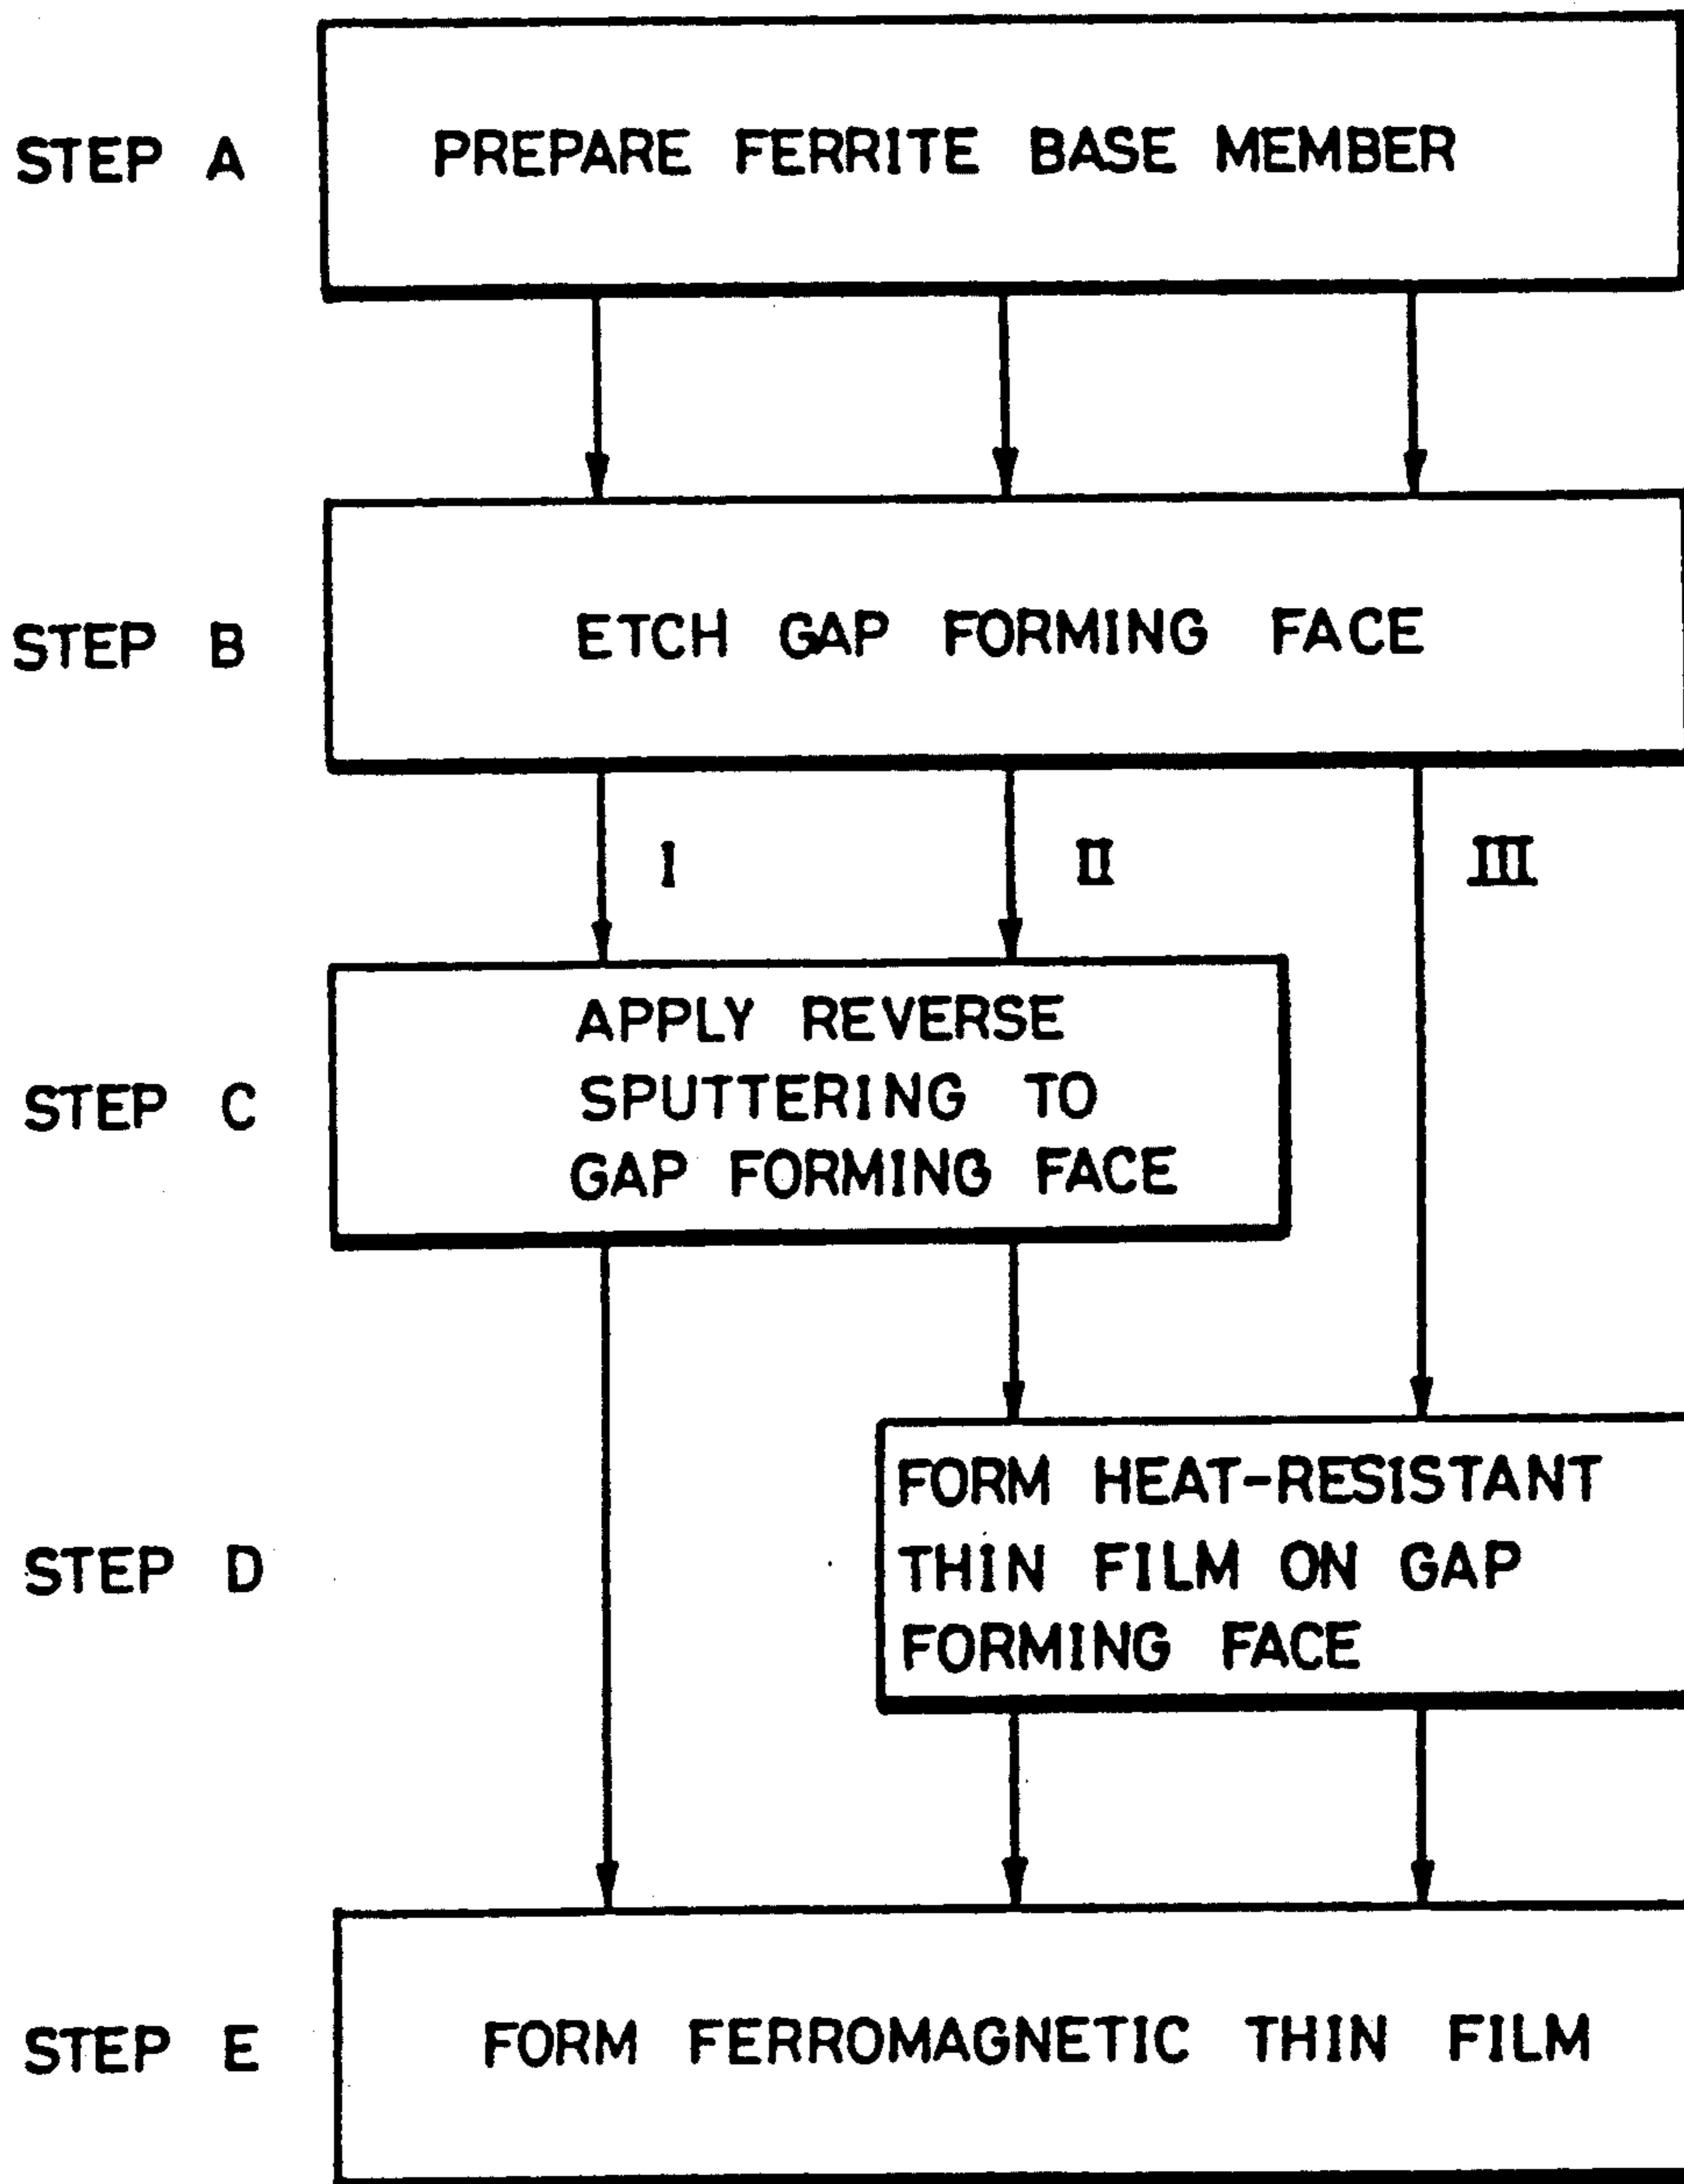 STEP A
PREPARE FERRITE BASE MEMBER
STEP B
ETCH GAP FORMING FACE
I
II
III
STEP C
APPLY REVERSE
SPUTTERING TO
GAP FORMING FACE
STEP D
FORM HEAT-RESISTANT
THIN FILM ON GAP
FORMING FACE
STEP E
FORM FERROMAGNETIC THIN FILM